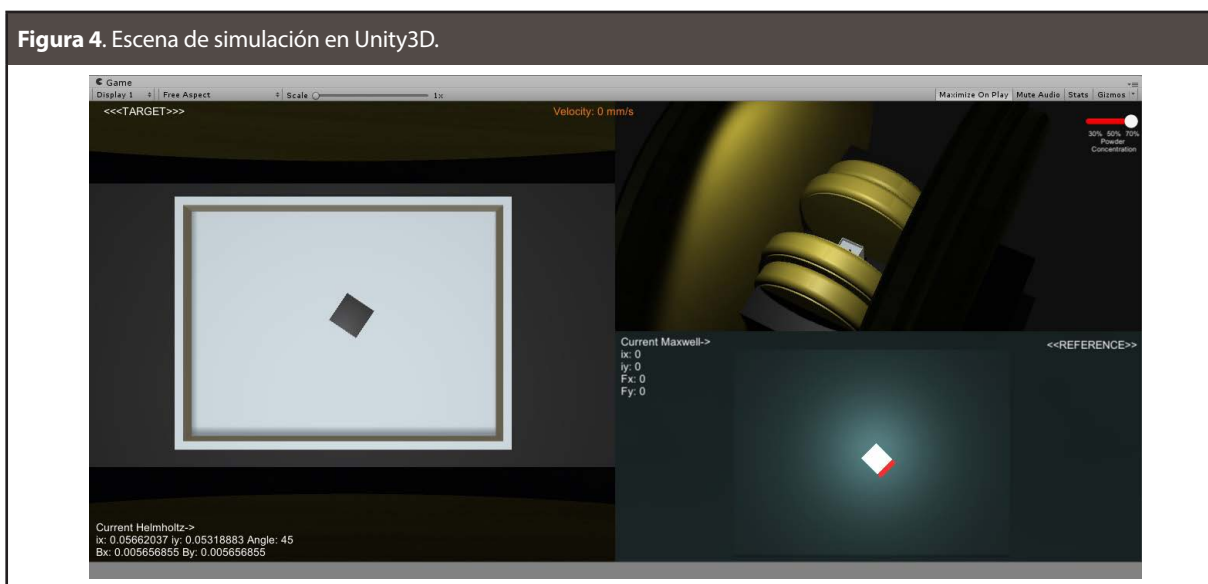 Figura 4. Escena de simulación en Unity3D.
Game
Display 1 Free Aspect Scale 1x Maximize On Play Mute Audio Stats Gizmos
<<<TARGET>>>
Velocity: 0 mm/s
30% 50% 70%
Powder
Concentration
Current Maxwell->
ix: 0
iy: 0
Fx: 0
Fy: 0
<<REFERENCE>>
Current Helmholtz->
ix: 0.05662037 iy: 0.05318883 Angle: 45
Bx: 0.005656855 By: 0.005656855